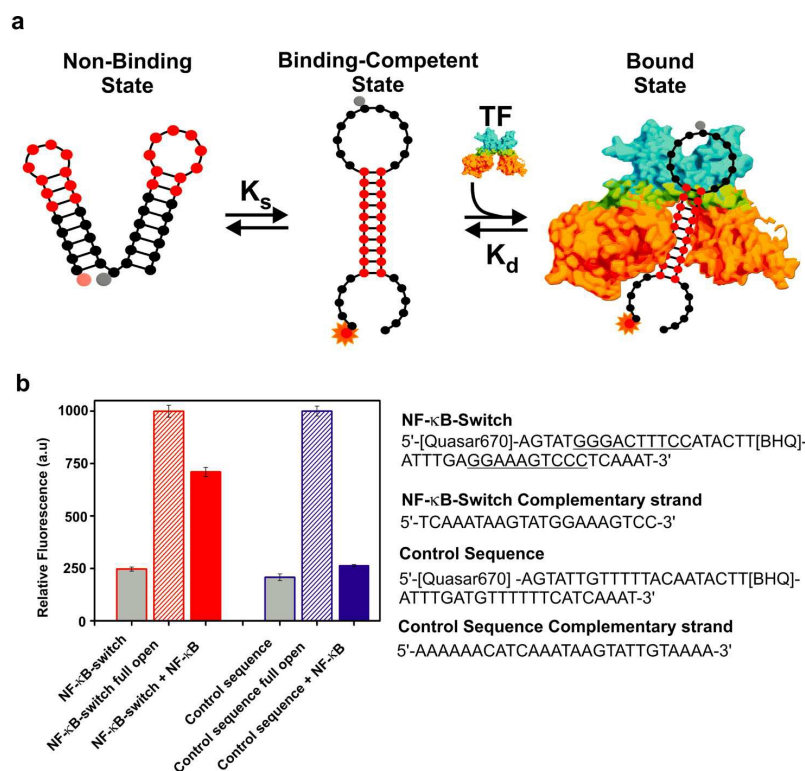 a
Non-Binding
State
Binding-Competent
State
Bound
State
TF
Ks
Kd
b
Relative Fluorescence (a.u)
1000
750
500
250
0
NF-κB-switch
NF-κB-switch full open
NF-κB-switch + NF-κB
Control sequence
Control sequence full open
Control sequence + NF-κB
NF-κB-Switch
5'-[Quasar670]-AGTATGGGACTTTCCATACTT[BHQ]-
ATTTGAGGAAAGTCCCTCAAAT-3'
NF-κB-Switch Complementary strand
5'-TCAAATAAGTATGGAAAGTCC-3'
Control Sequence
5'-[Quasar670] -AGTATTGTTTTTACAATACTT[BHQ]-
ATTTGATGTTTTTTCATCAAAT-3'
Control Sequence Complementary strand
5'-AAAAAACATCAAATAAGTATTGTAAAA-3'